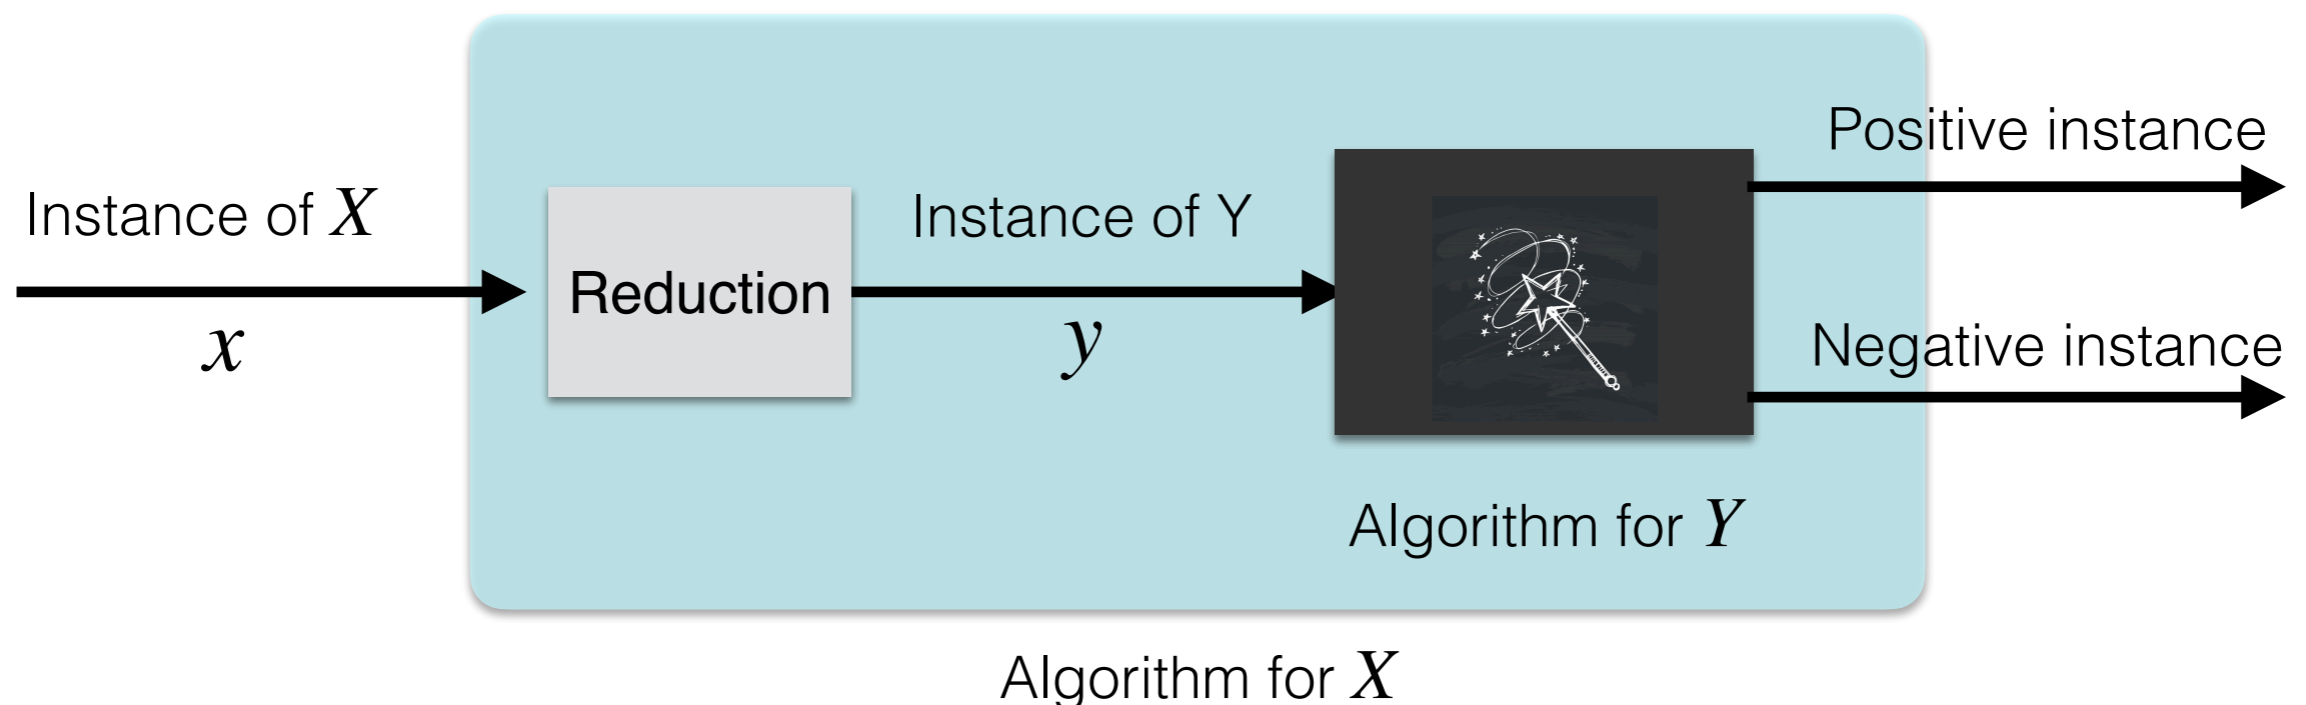 Positive instance
Instance of X
Instance of Y
Reduction
x
y
Negative instance
Algorithm for Y
Algorithm for X